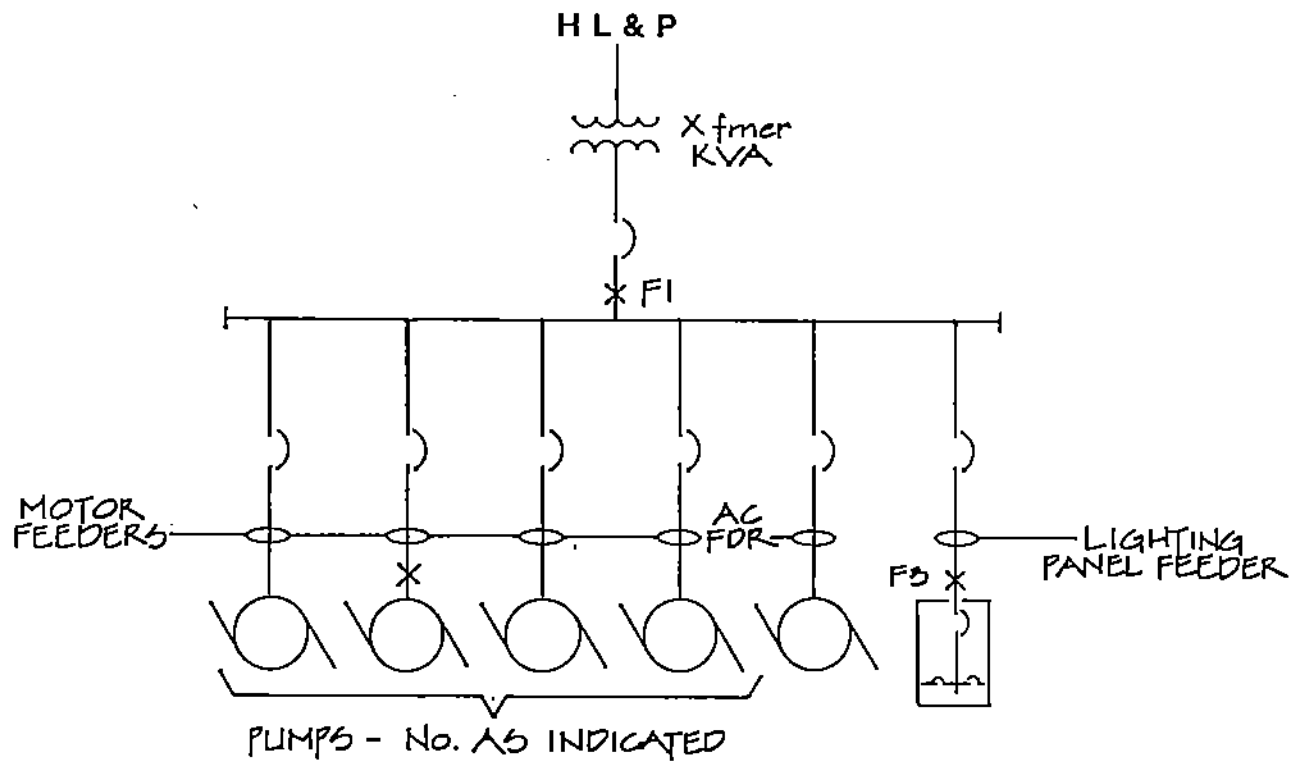 H L & P
X fmer
KVA
F1
MOTOR
FEEDERS
AC
FDR
LIGHTING
PANEL FEEDER
F3
PUMPS - No. AS INDICATED